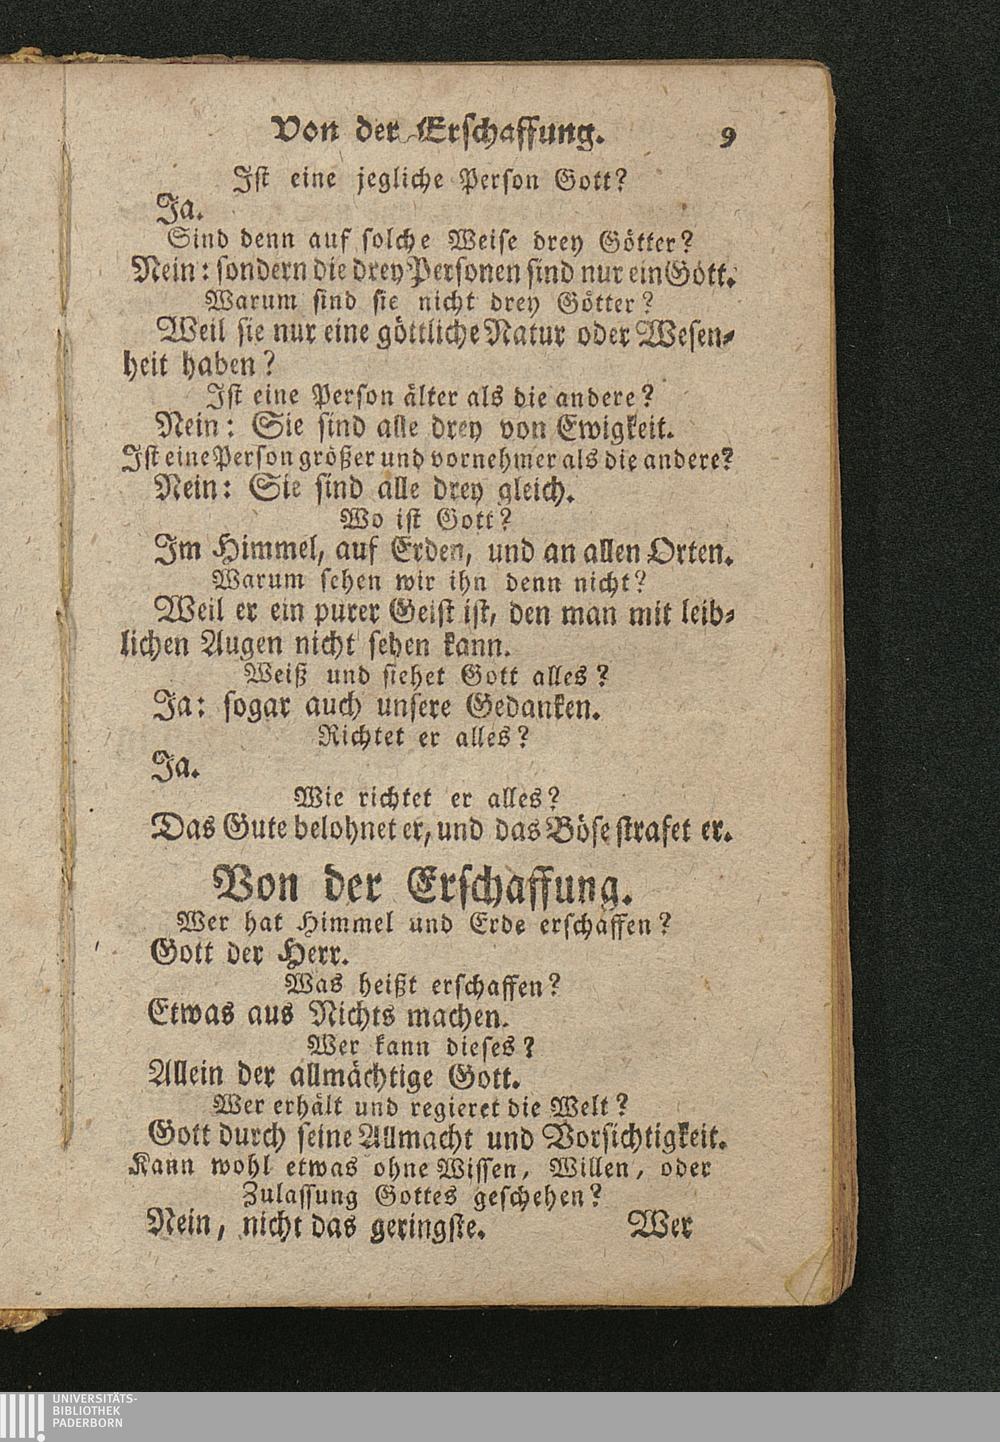 Von der Erschaffung. 9
Ist eine jegliche Person Gott?
Ja.
Sind denn auf solche Weise drey Götter?
Nein: sondern die drey Personen sind nur ein Gott.
Warum sind sie nicht drey Götter?
Weil sie nur eine göttliche Natur oder Wesen-
heit haben?
Ist eine Person älter als die andere?
Nein: Sie sind alle drey von Ewigkeit.
Ist eine Person größer und vornehmer als die andere?
Nein: Sie sind alle drey gleich.
Wo ist Gott?
Im Himmel, auf Erden, und an allen Orten.
Warum sehen wir ihn denn nicht?
Weil er ein purer Geist ist, den man mit leib-
lichen Augen nicht sehen kann.
Weiß und siehet Gott alles?
Ja: sogar auch unsere Gedanken.
Richtet er alles?
Ja.
Wie richtet er alles?
Das Gute belohnet er, und das Böse strafet er.
Von der Erschaffung.
Wer hat Himmel und Erde erschaffen?
Gott der Herr.
Was heißt erschaffen?
Etwas aus Nichts machen.
Wer kann dieses?
Allein der allmächtige Gott.
Wer erhält und regieret die Welt?
Gott durch seine Allmacht und Vorsichtigkeit.
Kann wohl etwas ohne Wissen, Willen, oder
Zulassung Gottes geschehen?
Nein, nicht das geringste. Wer
UNIVERSITÄTS-
BIBLIOTHEK
PADERBORN